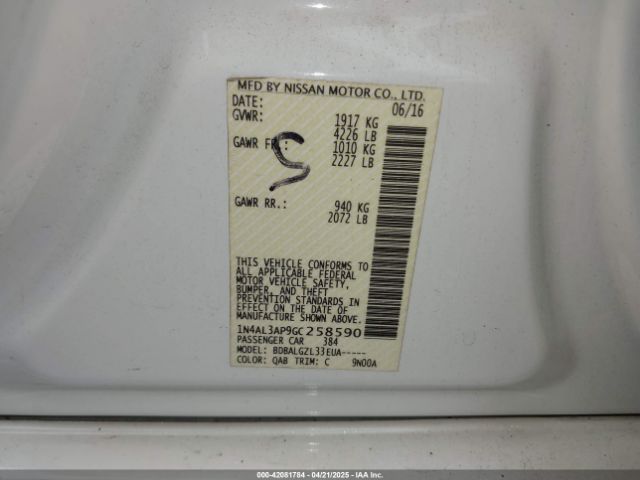 MFD BY NISSAN MOTOR CO., LTD.
DATE: 06/16
GVWR: 1917 KG
4226 LB
GAWR FR.: 1010 KG
2227 LB
S
GAWR RR.: 940 KG
2072 LB
THIS VEHICLE CONFORMS TO
ALL APPLICABLE FEDERAL
MOTOR VEHICLE SAFETY,
BUMPER, AND THEFT
PREVENTION STANDARDS IN
EFFECT ON THE DATE OF
MANUFACTURE SHOWN ABOVE.
1N4AL3AP9GC258590
PASSENGER CAR 384
MODEL: BDBALGZL33EUA-----
COLOR: QAB TRIM: C 9N00A
000-42081784 - 04/21/2025 - IAA Inc.